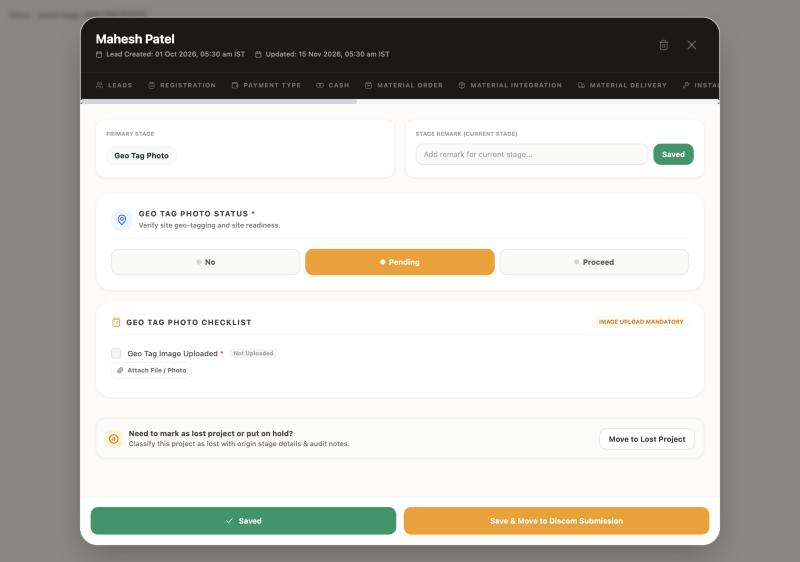 Mahesh Patel
Lead Created: 01 Oct 2026, 05:30 am IST Updated: 15 Nov 2026, 05:30 am IST
LEADS REGISTRATION PAYMENT TYPE CASH MATERIAL ORDER MATERIAL INTEGRATION MATERIAL DELIVERY INSTAL
PRIMARY STAGE
Geo Tag Photo
STAGE REMARK (CURRENT STAGE)
Add remark for current stage...
Saved
GEO TAG PHOTO STATUS *
Verify site geo-tagging and site readiness.
No
Pending
Proceed
GEO TAG PHOTO CHECKLIST
IMAGE UPLOAD MANDATORY
Geo Tag Image Uploaded * Not Uploaded
Attach File / Photo
Need to mark as lost project or put on hold?
Classify this project as lost with origin stage details & audit notes.
Move to Lost Project
Saved
Save & Move to Discom Submission